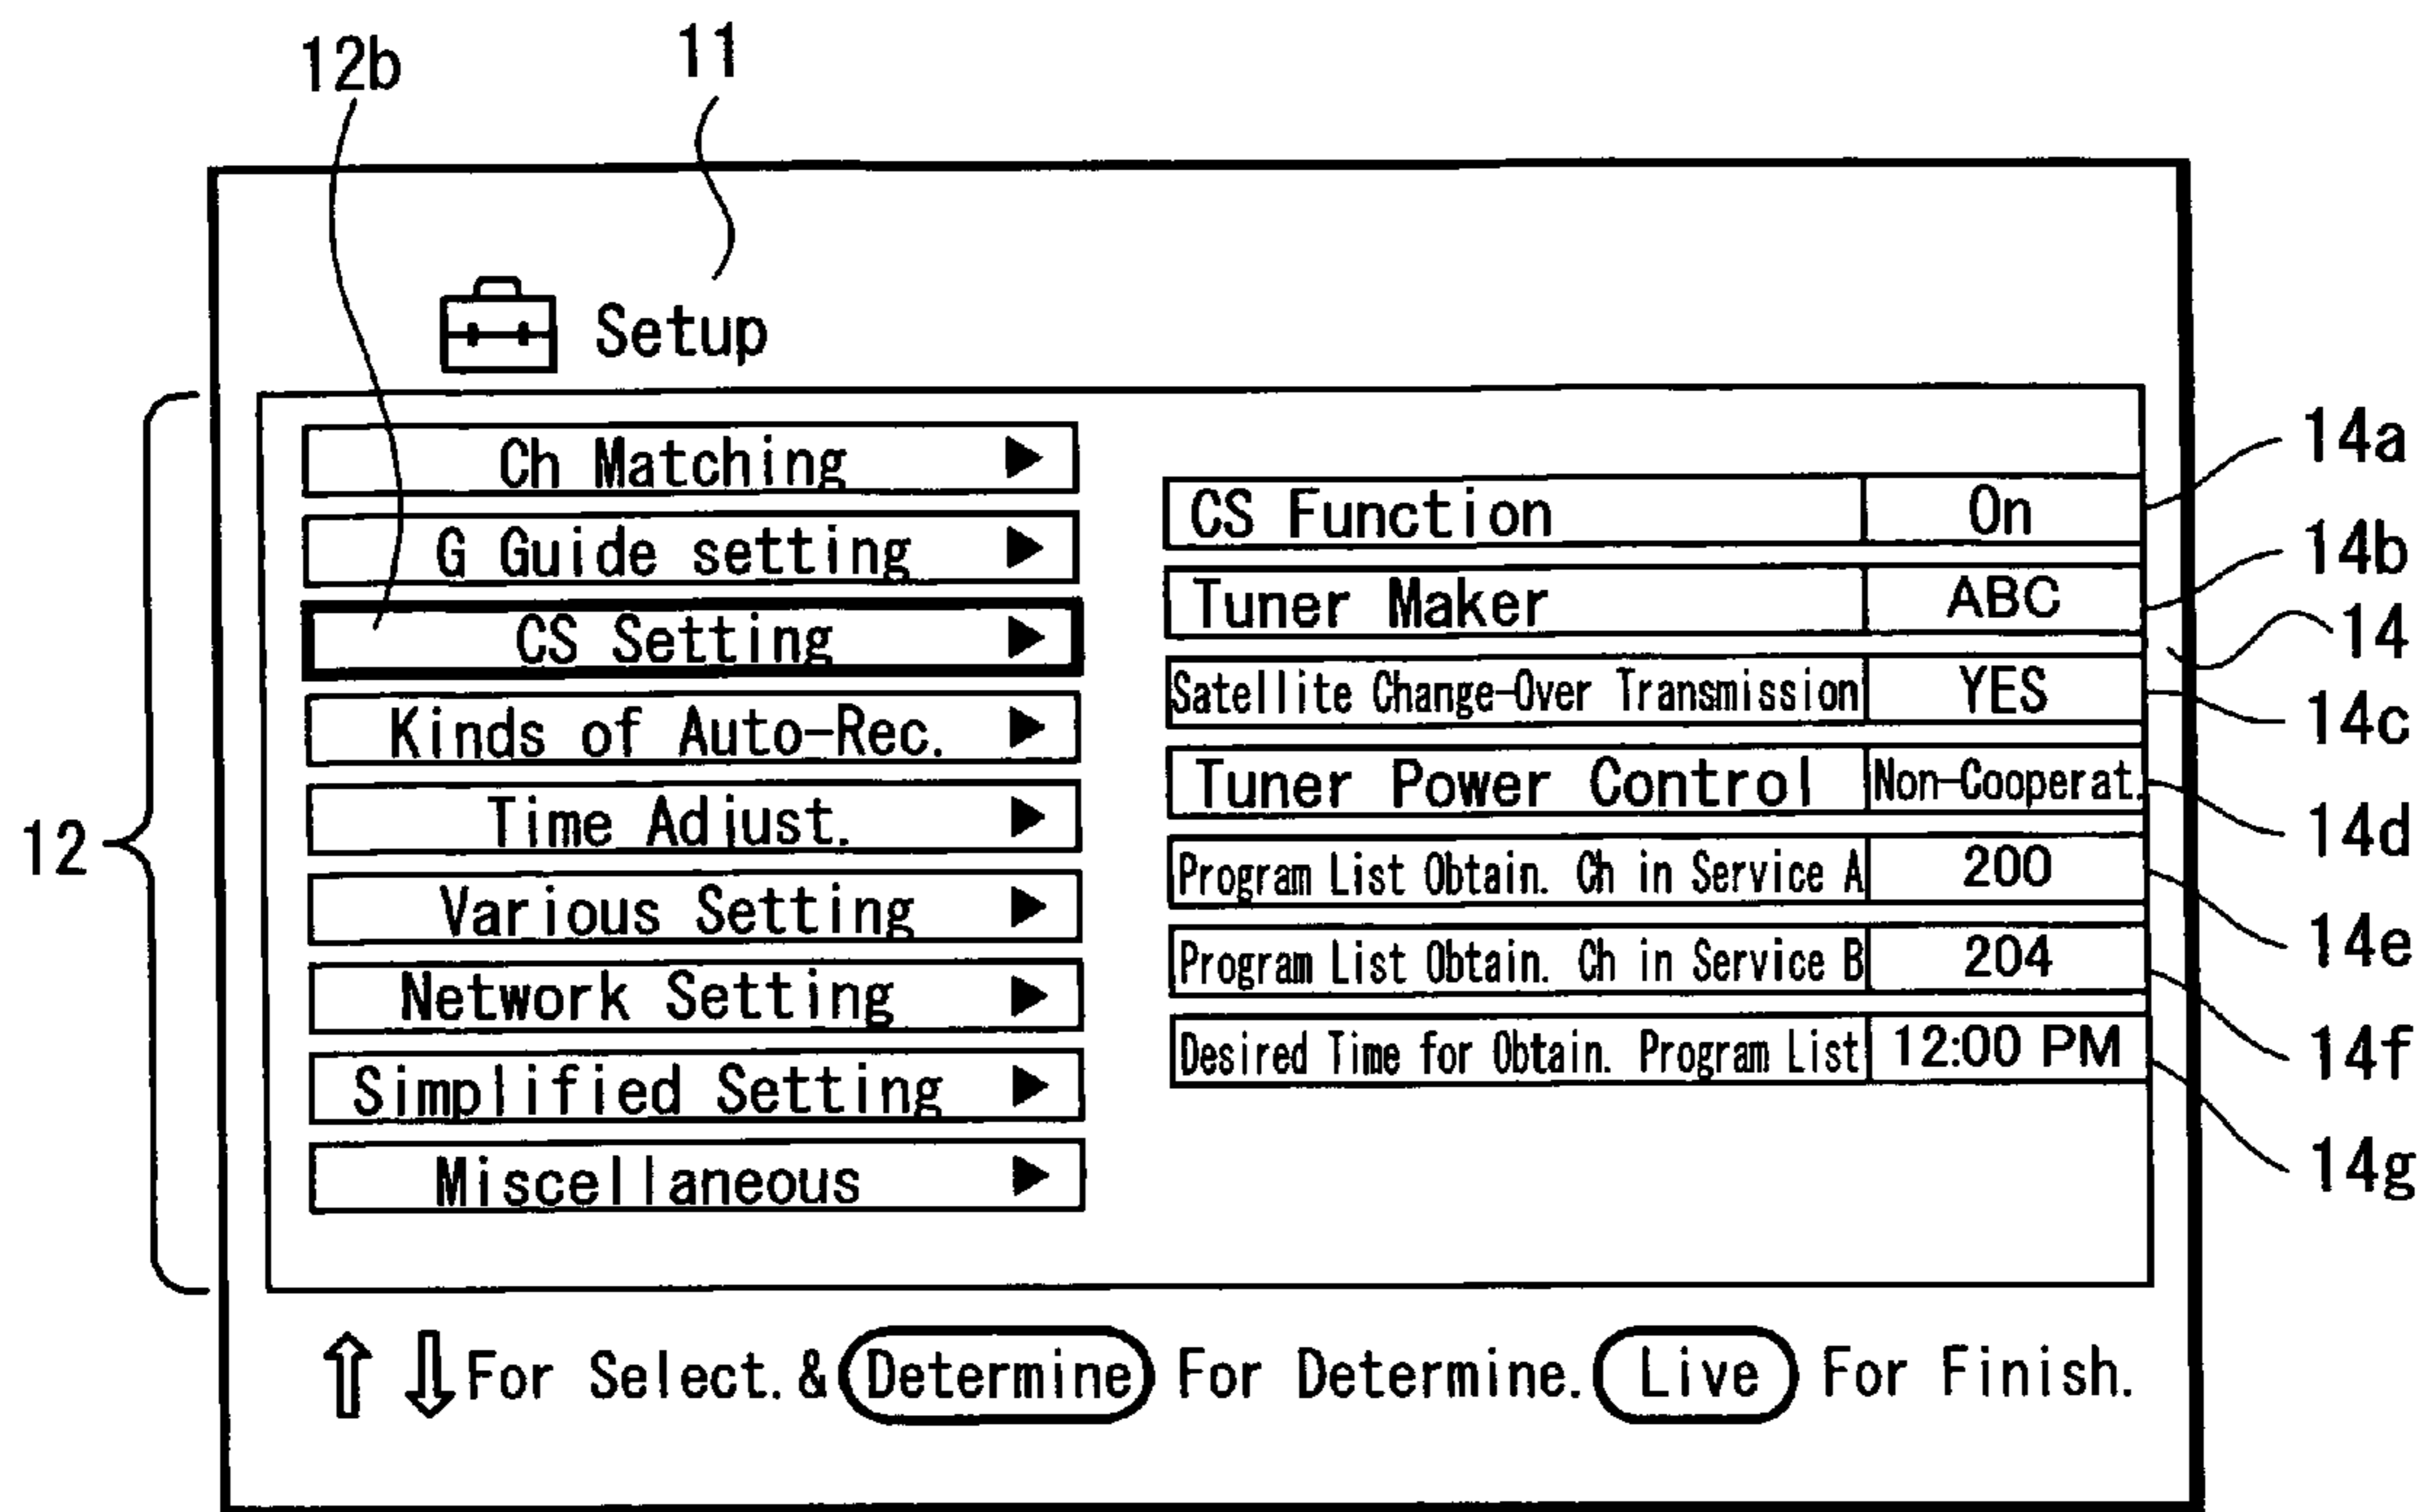 12b
11
Setup
12
Ch Matching
G Guide setting
CS Setting
Kinds of Auto-Rec.
Time Adjust.
Various Setting
Network Setting
Simplified Setting
Miscellaneous
CS Function On
Tuner Maker ABC
Satellite Change-Over Transmission YES
Tuner Power Control Non-Cooperat.
Program List Obtain. Ch in Service A 200
Program List Obtain. Ch in Service B 204
Desired Time for Obtain. Program List 12:00 PM
14a
14b
14
14c
14d
14e
14f
14g
⇧ ⇩ For Select. & Determine For Determine. Live For Finish.